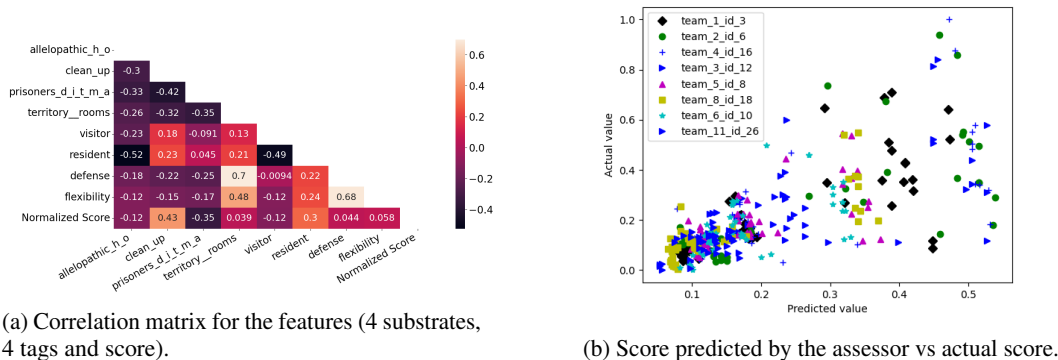 allelopathic_h_o
clean_up
-0.3
prisoners_d_i_t_m_a
-0.33 -0.42
territory__rooms
-0.26 -0.32 -0.35
visitor
-0.23 0.18 -0.091 0.13
resident
-0.52 0.23 0.045 0.21 -0.49
defense
-0.18 -0.22 -0.25 0.7 -0.0094 0.22
flexibility
-0.12 -0.15 -0.17 0.48 -0.12 0.24 0.68
Normalized Score
-0.12 0.43 -0.35 0.039 -0.12 0.3 0.044 0.058
allelopathic_h_o
clean_up
prisoners_d_i_t_m_a
territory__rooms
visitor
resident
defense
flexibility
Normalized Score
0.6
0.4
0.2
0.0
−0.2
−0.4
(a) Correlation matrix for the features (4 substrates,
4 tags and score).
team_1_id_3
team_2_id_6
team_4_id_16
team_3_id_12
team_5_id_8
team_8_id_18
team_6_id_10
team_11_id_26
Actual value
1.0
0.8
0.6
0.4
0.2
0.0
0.1 0.2 0.3 0.4 0.5
Predicted value
(b) Score predicted by the assessor vs actual score.